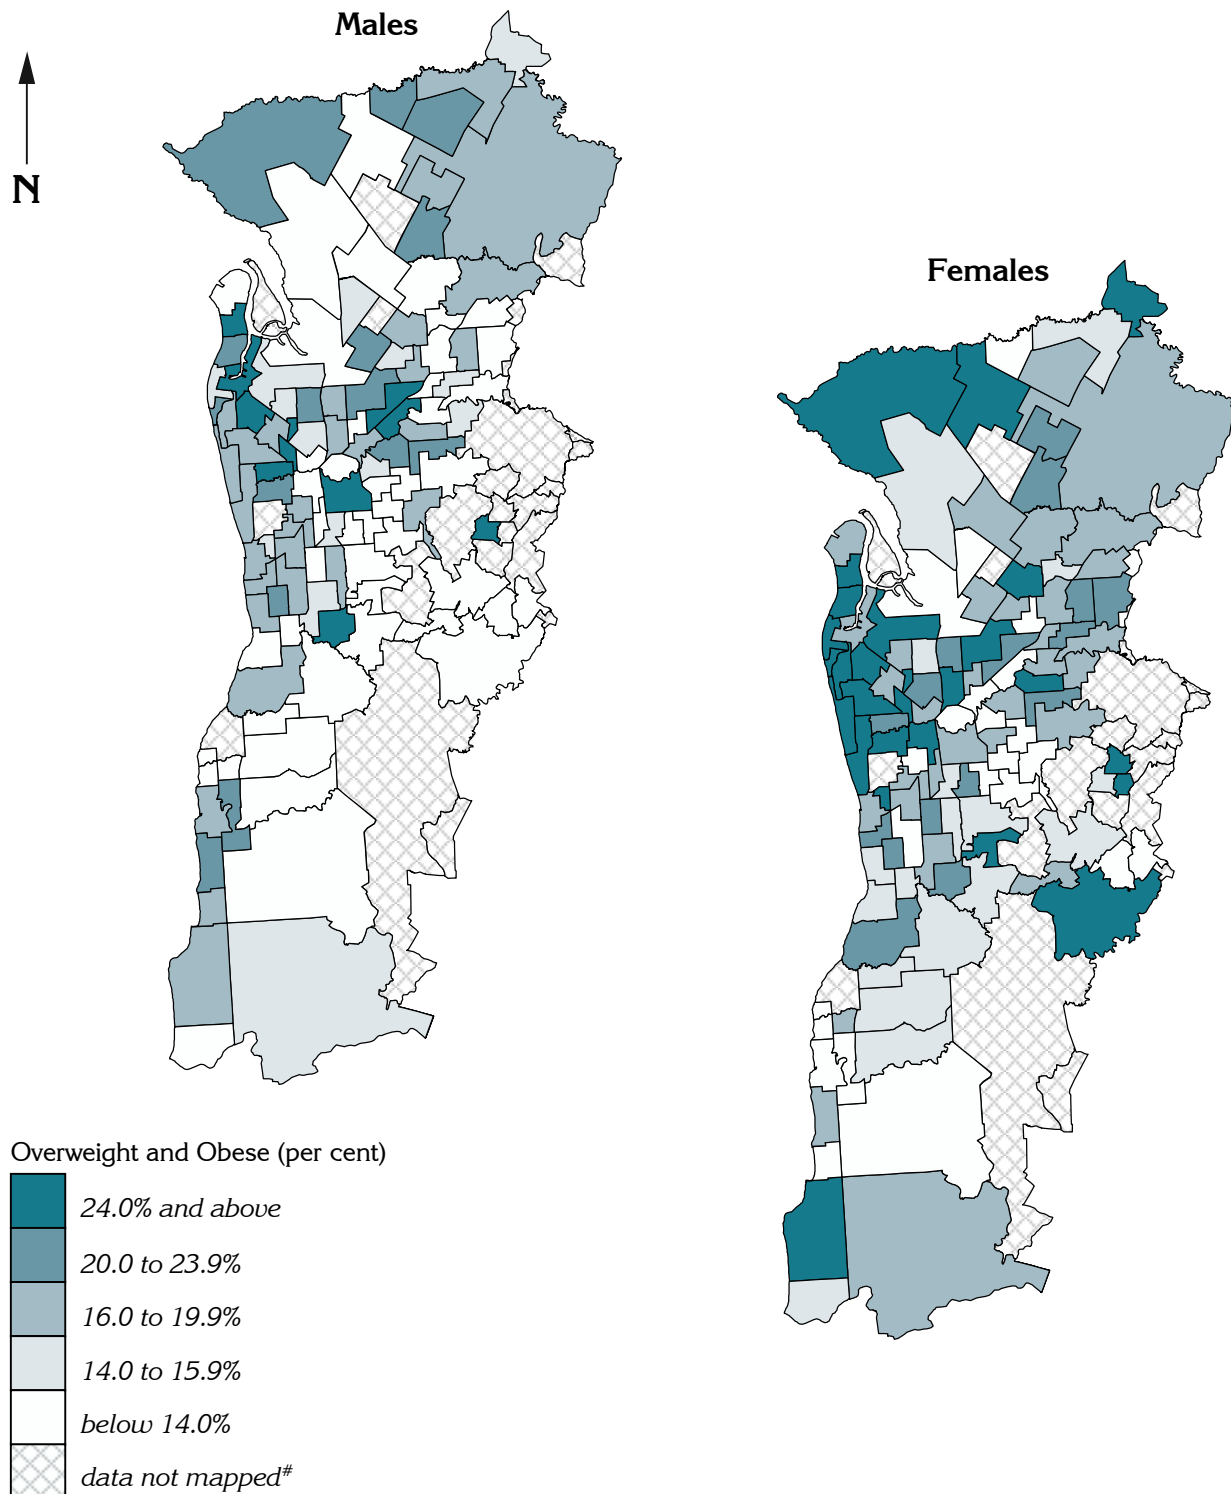 Males
N
Females
Overweight and Obese (per cent)
24.0% and above
20.0 to 23.9%
16.0 to 19.9%
14.0 to 15.9%
below 14.0%
data not mapped#